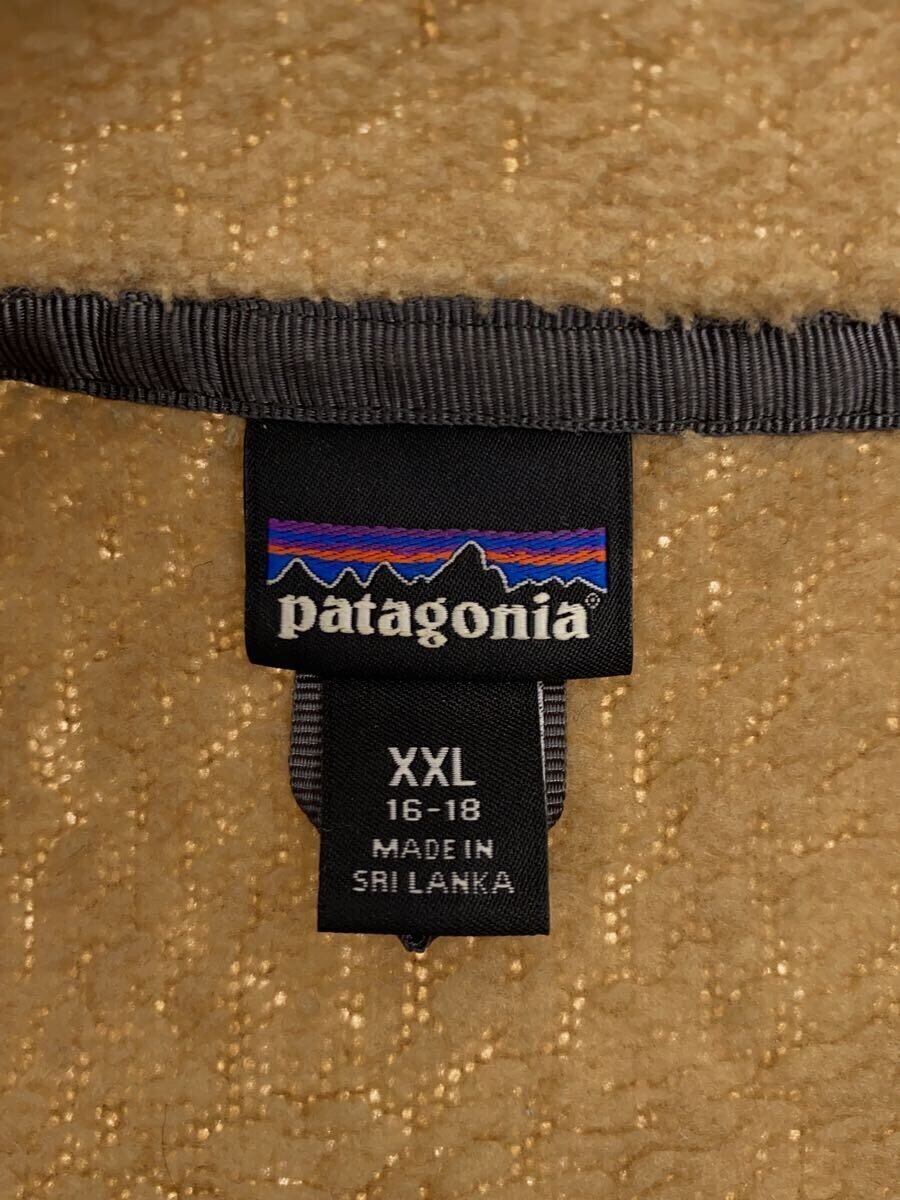 patagonia®
XXL
16-18
MADE IN
SRI LANKA